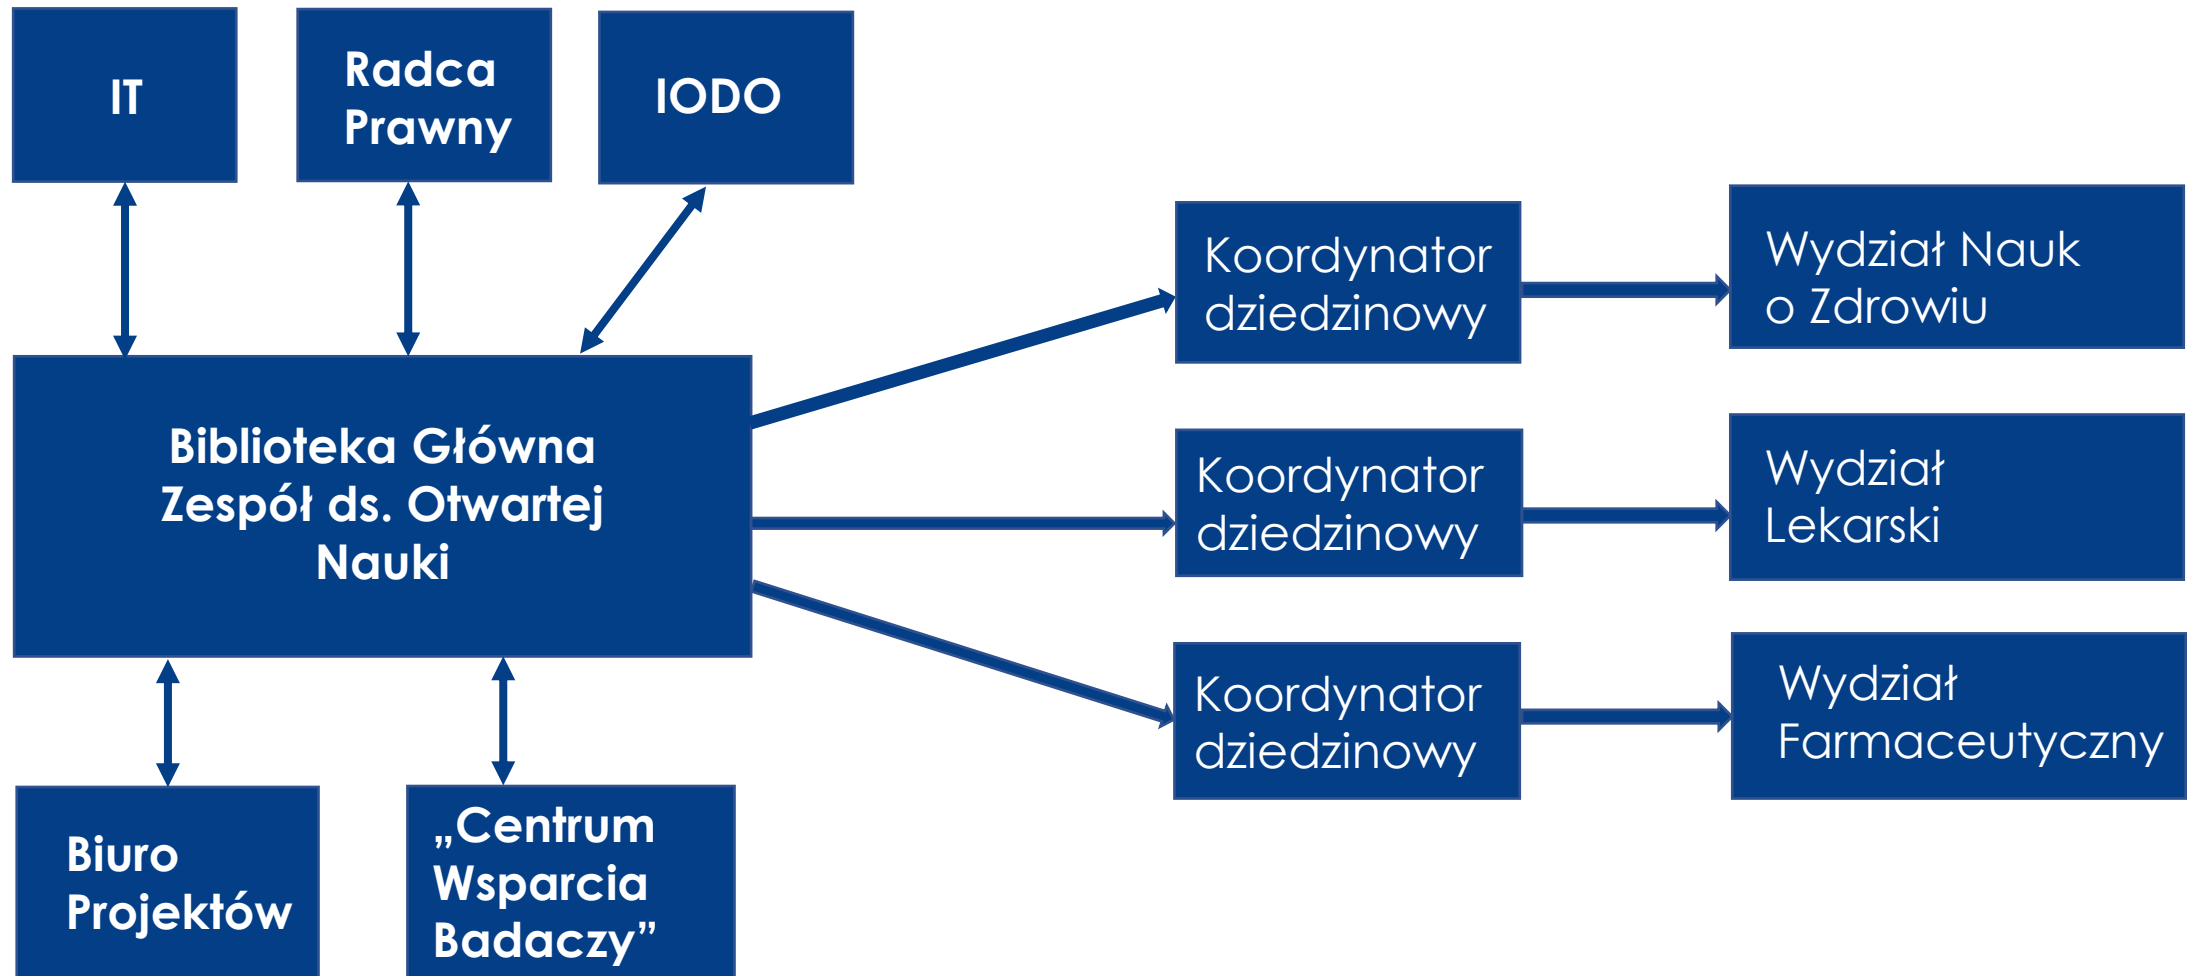 IT
Radca
Prawny
IODO
Koordynator
dziedzinowy
Wydział Nauk
o Zdrowiu
Biblioteka Główna
Zespół ds. Otwartej
Nauki
Koordynator
dziedzinowy
Wydział
Lekarski
Koordynator
dziedzinowy
Wydział
Farmaceutyczny
Biuro
Projektów
„Centrum
Wsparcia
Badaczy”